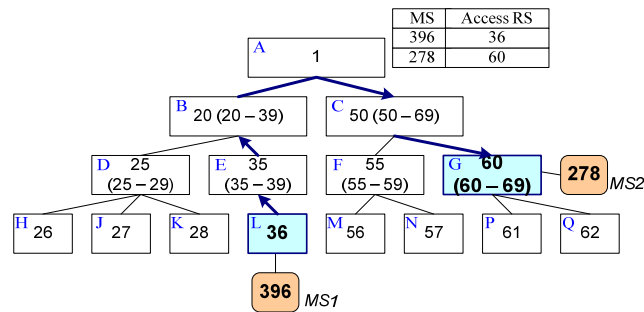 MS Access RS
396 36
278 60
A 1
B 20 (20 – 39)
C 50 (50 – 69)
D 25
(25 – 29)
E 35
(35 – 39)
F 55
(55 – 59)
G 60
(60 – 69)
278
MS2
H 26
J 27
K 28
L 36
M 56
N 57
P 61
Q 62
396
MS1